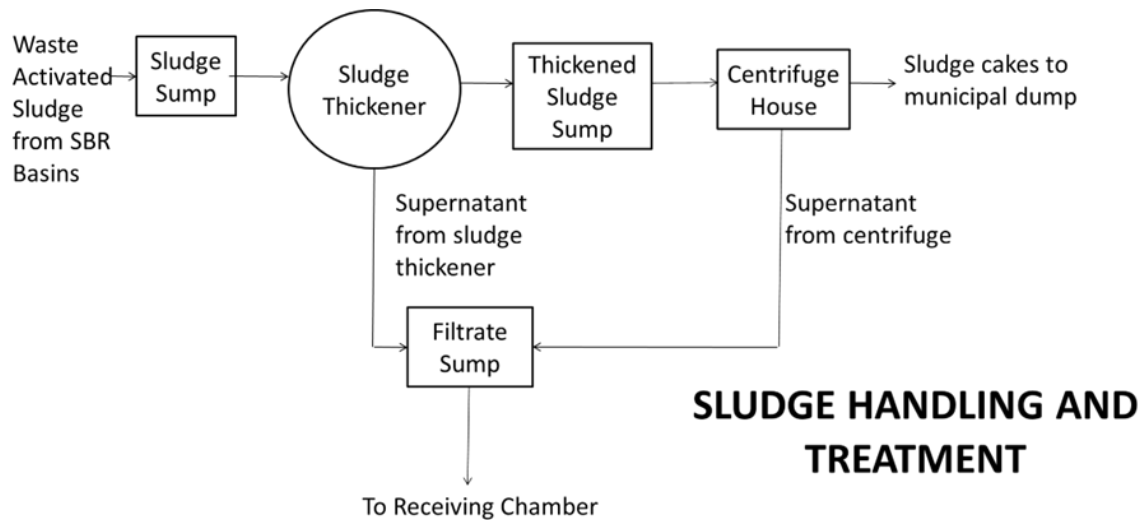 Waste
Activated
Sludge
from SBR
Basins
Sludge
Sump
Sludge
Thickener
Thickened
Sludge
Sump
Centrifuge
House
Sludge cakes to
municipal dump
Supernatant
from sludge
thickener
Supernatant
from centrifuge
Filtrate
Sump
SLUDGE HANDLING AND
TREATMENT
To Receiving Chamber